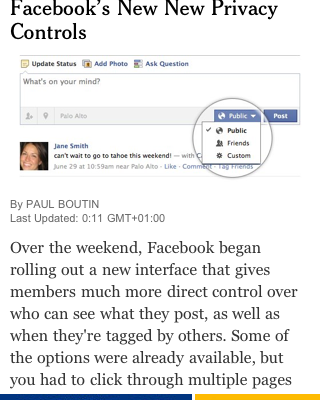 Facebook's New New Privacy
Controls
Update Status Add Photo Ask Question
What's on your mind?
Palo Alto Public Post
Public
Friends
Custom
Jane Smith
can't wait to go to tahoe this weekend! — with
June 29 at 10:59am near Palo Alto · Like · Comment · Tag Friends
By PAUL BOUTIN
Last Updated: 0:11 GMT+01:00
Over the weekend, Facebook began
rolling out a new interface that gives
members much more direct control over
who can see what they post, as well as
when they're tagged by others. Some of
the options were already available, but
you had to click through multiple pages